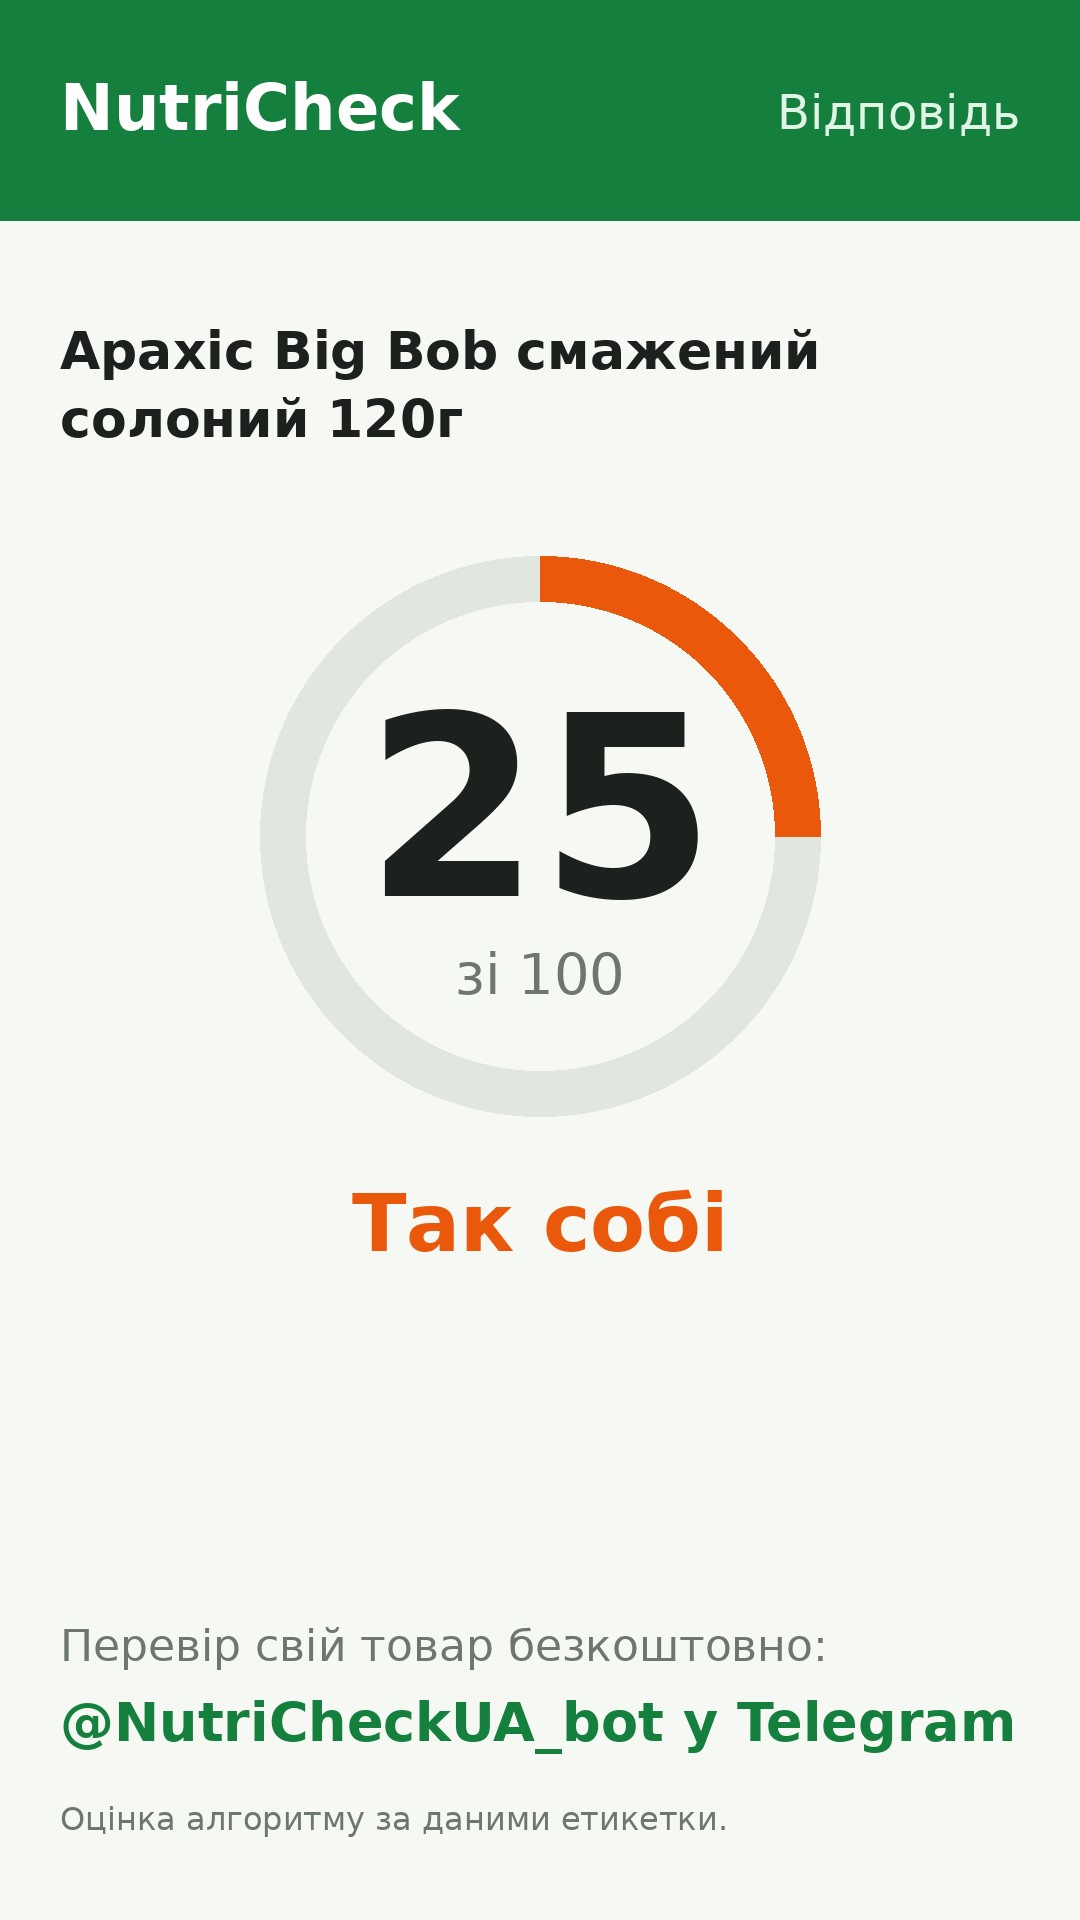 NutriCheck
Відповідь
Арахіс Big Bob смажений
солоний 120г
25
зі 100
Так собі
Перевір свій товар безкоштовно:
@NutriCheckUA_bot у Telegram
Оцінка алгоритму за даними етикетки.